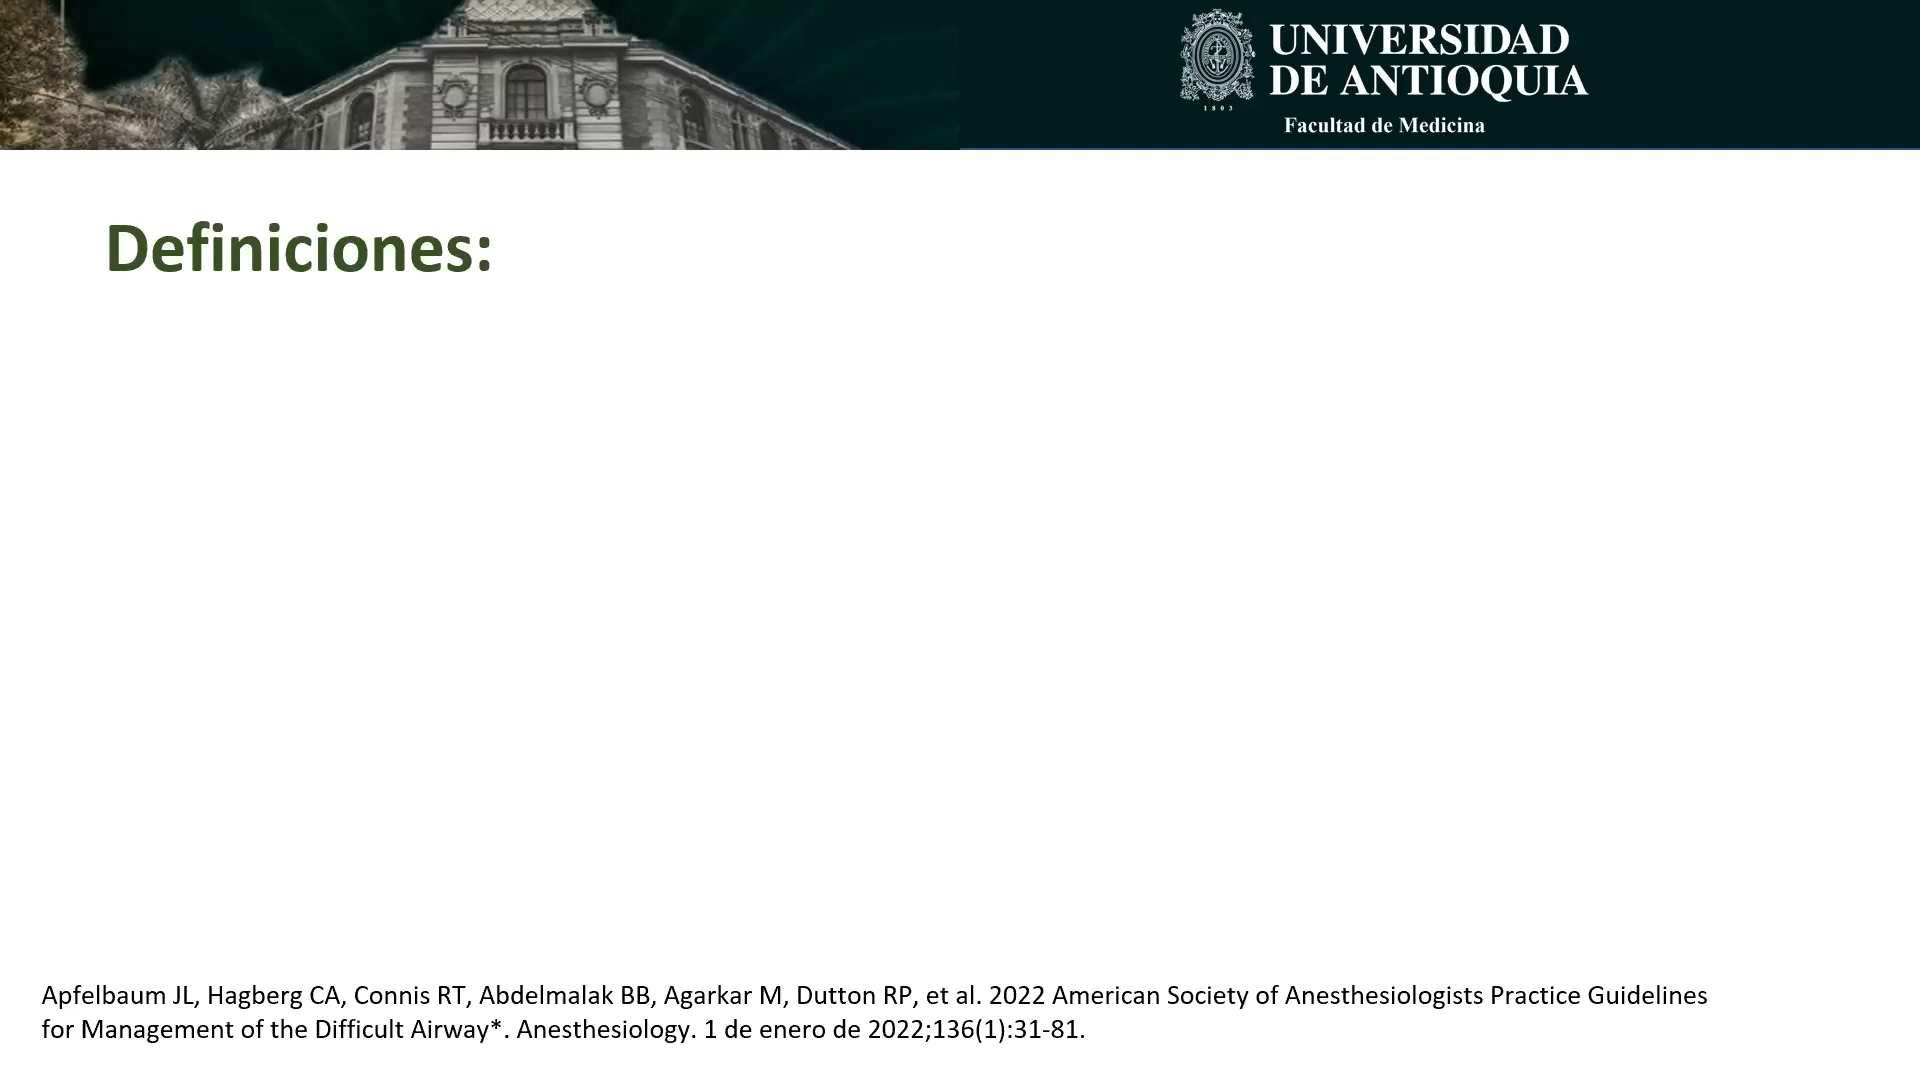 UNIVERSIDAD
DE ANTIOQUIA
1803
Facultad de Medicina
Definiciones:
Apfelbaum JL, Hagberg CA, Connis RT, Abdelmalak BB, Agarkar M, Dutton RP, et al. 2022 American Society of Anesthesiologists Practice Guidelines
for Management of the Difficult Airway*. Anesthesiology. 1 de enero de 2022;136(1):31-81.